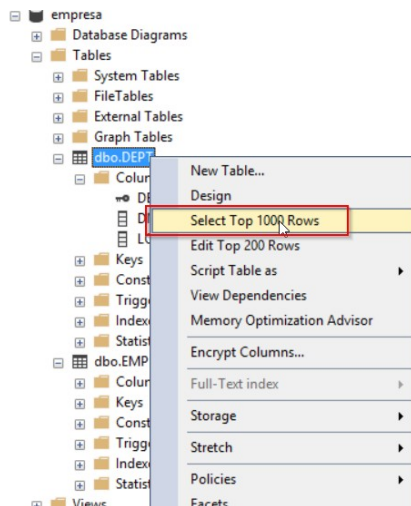 empresa
Database Diagrams
Tables
System Tables
FileTables
External Tables
Graph Tables
dbo.DEPT
Keys
dbo.EMP
Keys
Views
New Table...
Design
Select Top 1000 Rows
Edit Top 200 Rows
Script Table as
View Dependencies
Memory Optimization Advisor
Encrypt Columns...
Full-Text index
Storage
Stretch
Policies
Facets